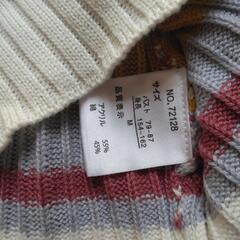 NO. 72128
サイズ
バスト 79-87
身長 154-162
M
品質表示
アクリル 55%
綿 45%